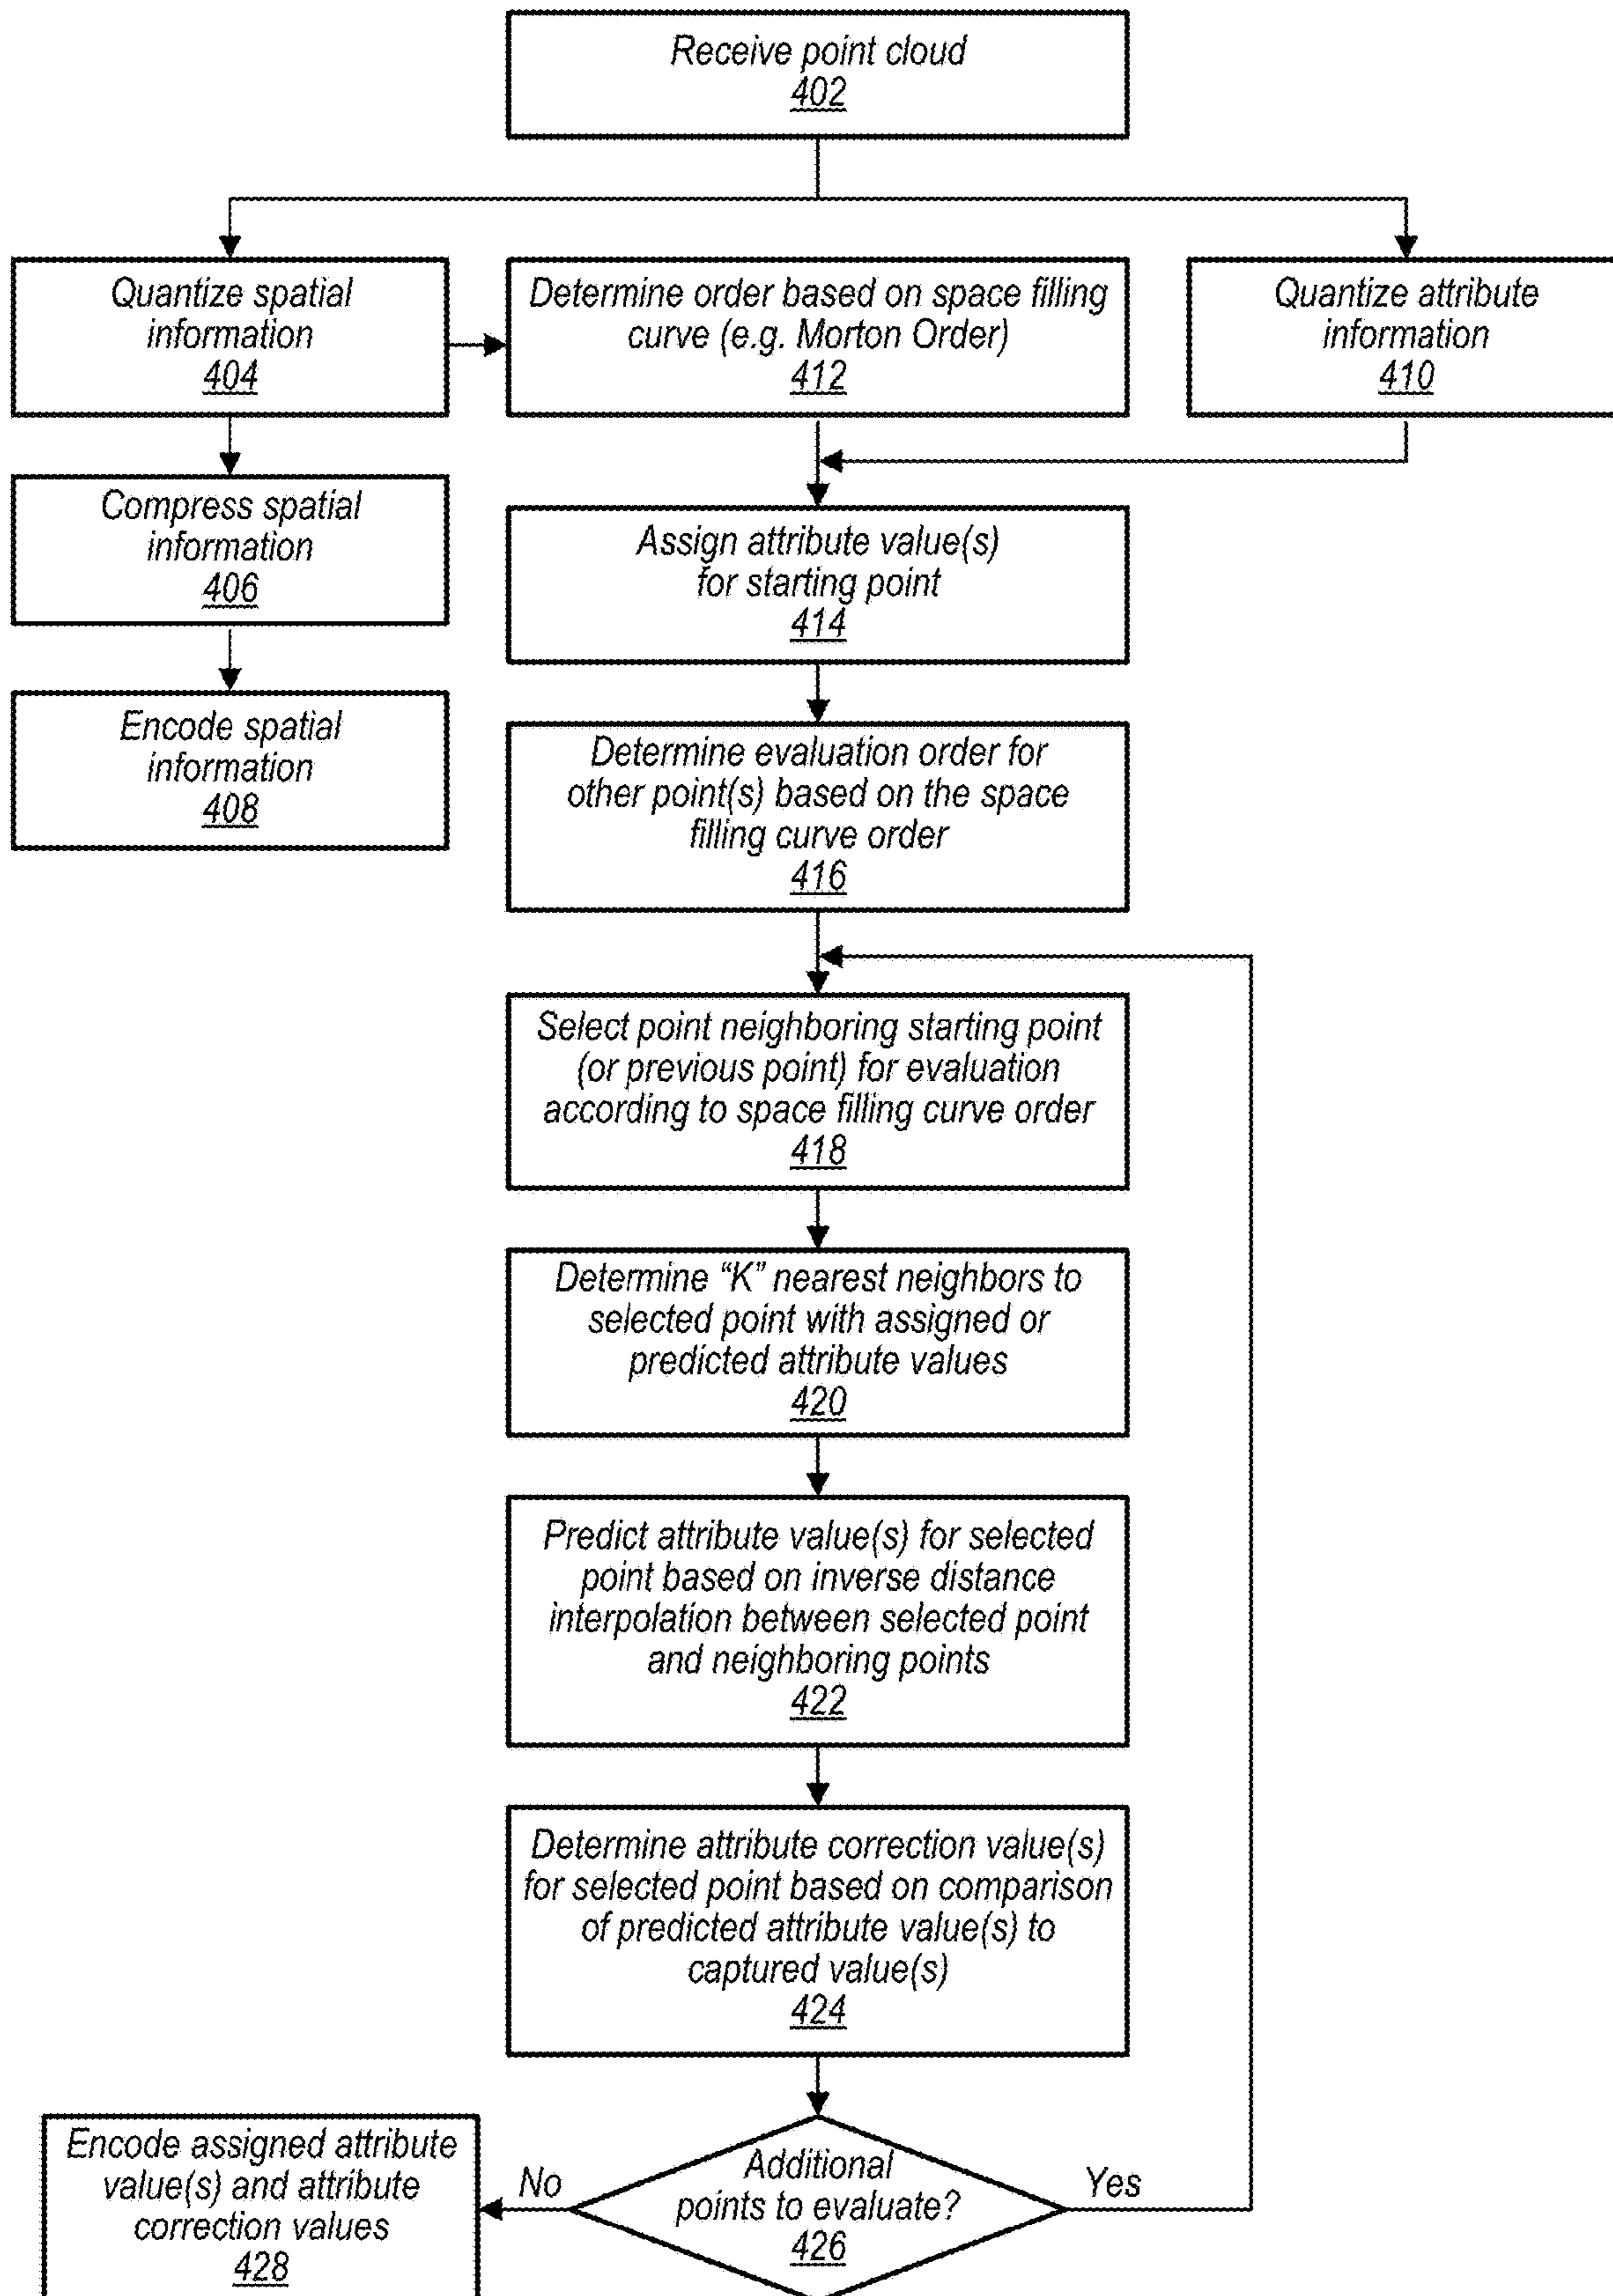 Receive point cloud
402
Quantize spatial
information
404
Determine order based on space filling
curve (e.g. Morton Order)
412
Quantize attribute
information
410
Compress spatial
information
406
Assign attribute value(s)
for starting point
414
Encode spatial
information
408
Determine evaluation order for
other point(s) based on the space
filling curve order
416
Select point neighboring starting point
(or previous point) for evaluation
according to space filling curve order
418
Determine “K” nearest neighbors to
selected point with assigned or
predicted attribute values
420
Predict attribute value(s) for selected
point based on inverse distance
interpolation between selected point
and neighboring points
422
Determine attribute correction value(s)
for selected point based on comparison
of predicted attribute value(s) to
captured value(s)
424
Additional
points to evaluate?
426
Yes
No
Encode assigned attribute
value(s) and attribute
correction values
428